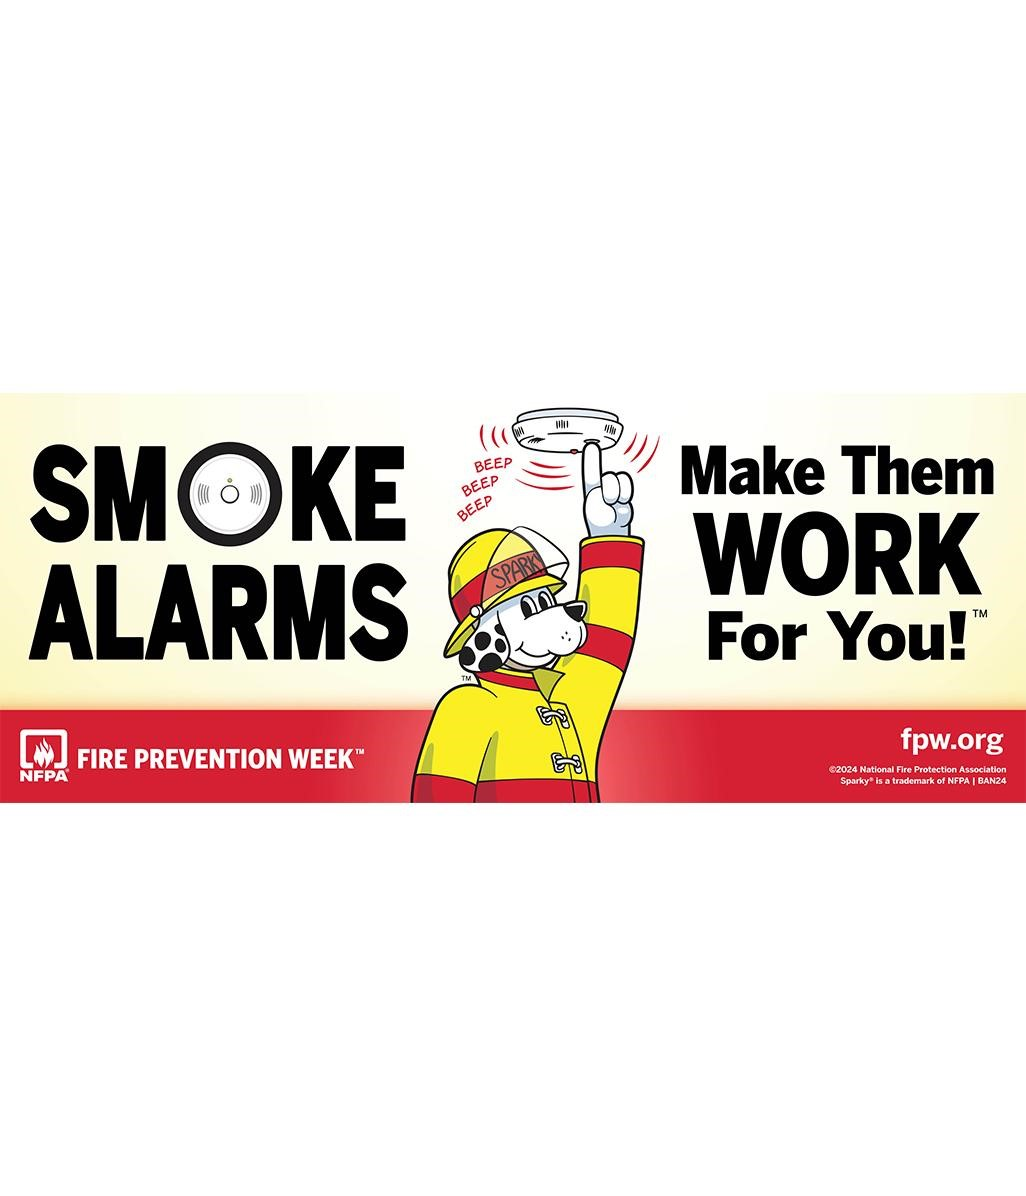 SMOKE
ALARMS
BEEP
BEEP
BEEP
SPARKY
™
Make Them
WORK
For You!™
NFPA®
FIRE PREVENTION WEEK™
fpw.org
©2024 National Fire Protection Association
Sparky® is a trademark of NFPA | BAN24